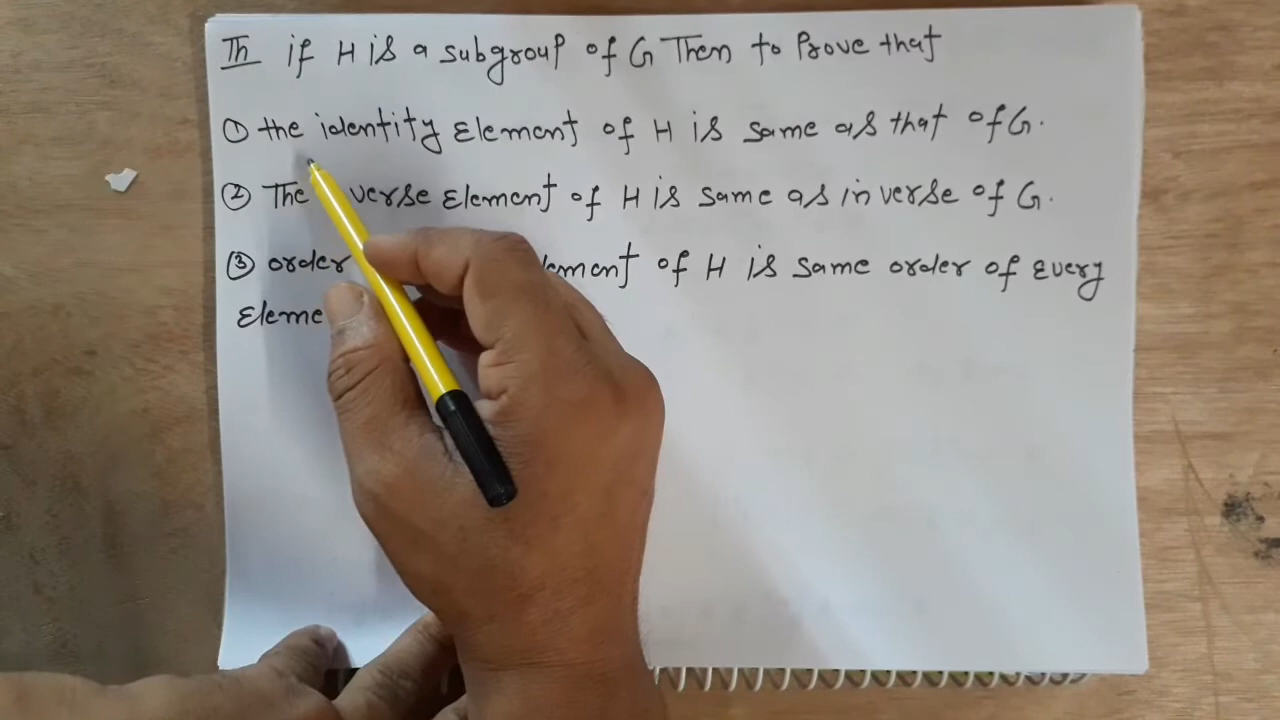 Th if H is a subgroup of G Then to Prove that
① the identity Element of H is same as that of G.
② The verse Element of H is same as inverse of G.
③ order ement of H is same order of Every
Eleme